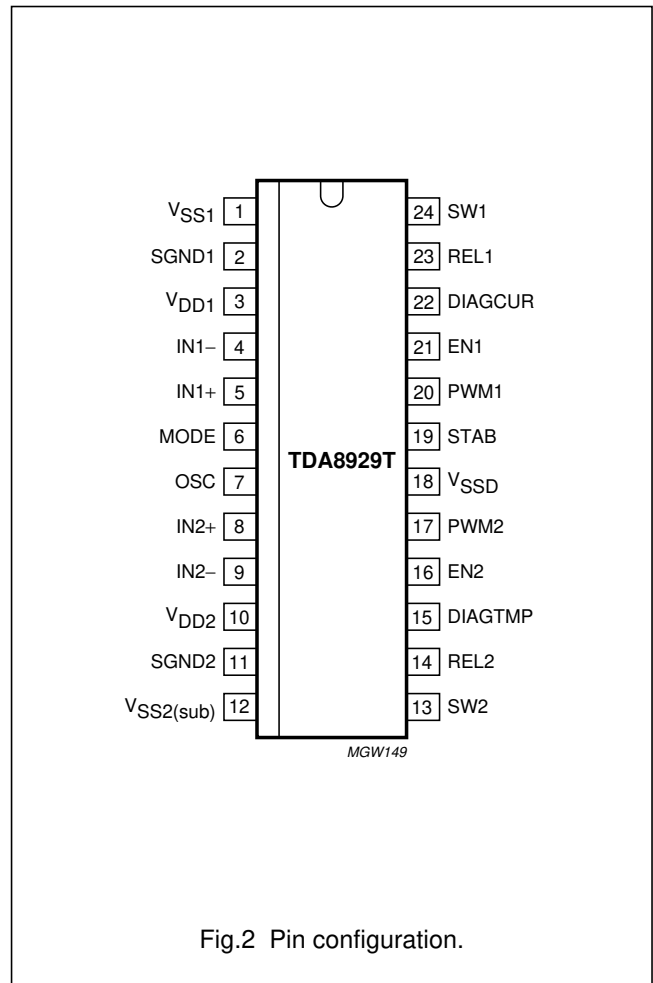 VSS1 1 24 SW1
SGND1 2 23 REL1
VDD1 3 22 DIAGCUR
IN1− 4 21 EN1
IN1+ 5 20 PWM1
MODE 6 19 STAB
TDA8929T
OSC 7 18 VSSD
IN2+ 8 17 PWM2
IN2− 9 16 EN2
VDD2 10 15 DIAGTMP
SGND2 11 14 REL2
VSS2(sub) 12 13 SW2
MGW149
Fig.2 Pin configuration.